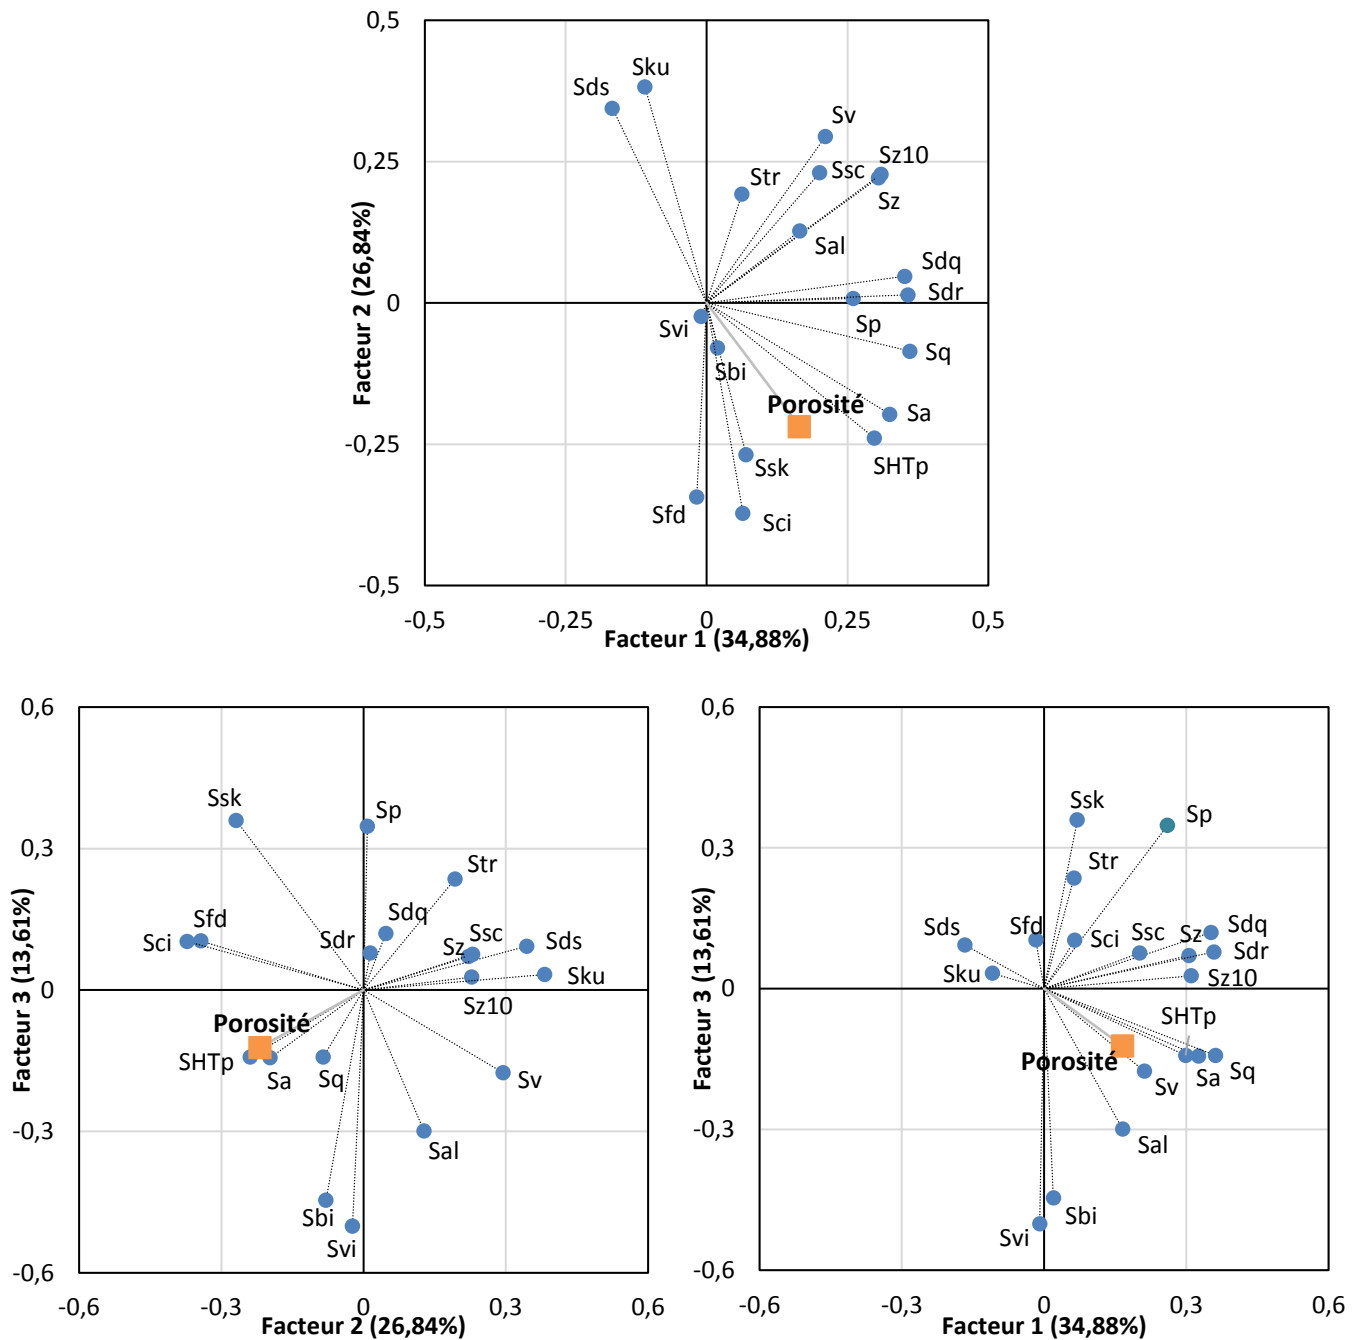 0,5
Sku
Sds
Sv
Sz10
0,25
Str
Ssc
Sz
Sal
Sdq
Sdr
0
Svi
Sp
Sq
Sbi
Porosité
Sa
-0,25
Ssk
SHTp
Sfd
Sci
-0,5
-0,5
-0,25
0
0,25
0,5
Facteur 2 (26,84%)
Facteur 1 (34,88%)
0,6
Ssk
Sp
0,3
Str
Sfd
Sdq
Sci
Sdr
Ssc
Sz
Sds
Sku
0
Sz10
Porosité
SHTp
Sa
Sq
Sv
-0,3
Sal
Sbi
Svi
-0,6
-0,6
-0,3
0
0,3
0,6
Facteur 3 (13,61%)
Facteur 2 (26,84%)
0,6
Ssk
Sp
0,3
Str
Sds
Sfd
Sci
Ssc
Sz
Sdq
Sdr
Sku
Sz10
0
SHTp
Porosité
Sv
Sa
Sq
-0,3
Sal
Sbi
Svi
-0,6
-0,6
-0,3
0
0,3
0,6
Facteur 3 (13,61%)
Facteur 1 (34,88%)